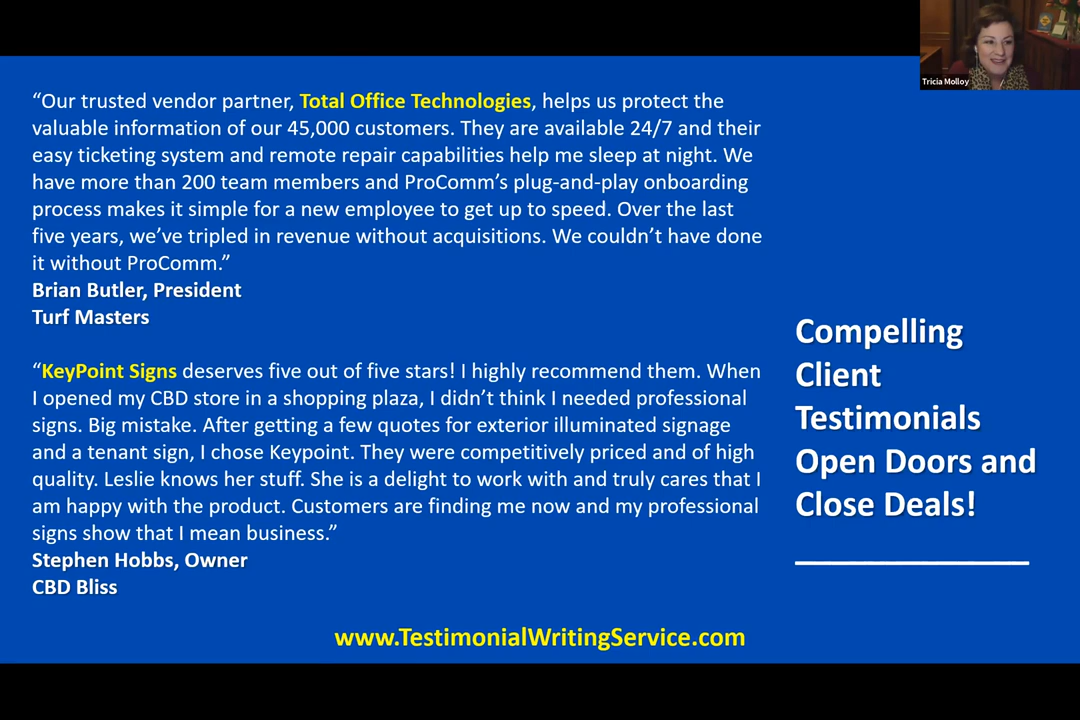 Tricia Molloy
“Our trusted vendor partner, Total Office Technologies, helps us protect the
valuable information of our 45,000 customers. They are available 24/7 and their
easy ticketing system and remote repair capabilities help me sleep at night. We
have more than 200 team members and ProComm’s plug-and-play onboarding
process makes it simple for a new employee to get up to speed. Over the last
five years, we’ve tripled in revenue without acquisitions. We couldn’t have done
it without ProComm.”
Brian Butler, President
Turf Masters
“KeyPoint Signs deserves five out of five stars! I highly recommend them. When
I opened my CBD store in a shopping plaza, I didn’t think I needed professional
signs. Big mistake. After getting a few quotes for exterior illuminated signage
and a tenant sign, I chose Keypoint. They were competitively priced and of high
quality. Leslie knows her stuff. She is a delight to work with and truly cares that I
am happy with the product. Customers are finding me now and my professional
signs show that I mean business.”
Stephen Hobbs, Owner
CBD Bliss
Compelling
Client
Testimonials
Open Doors and
Close Deals!
www.TestimonialWritingService.com